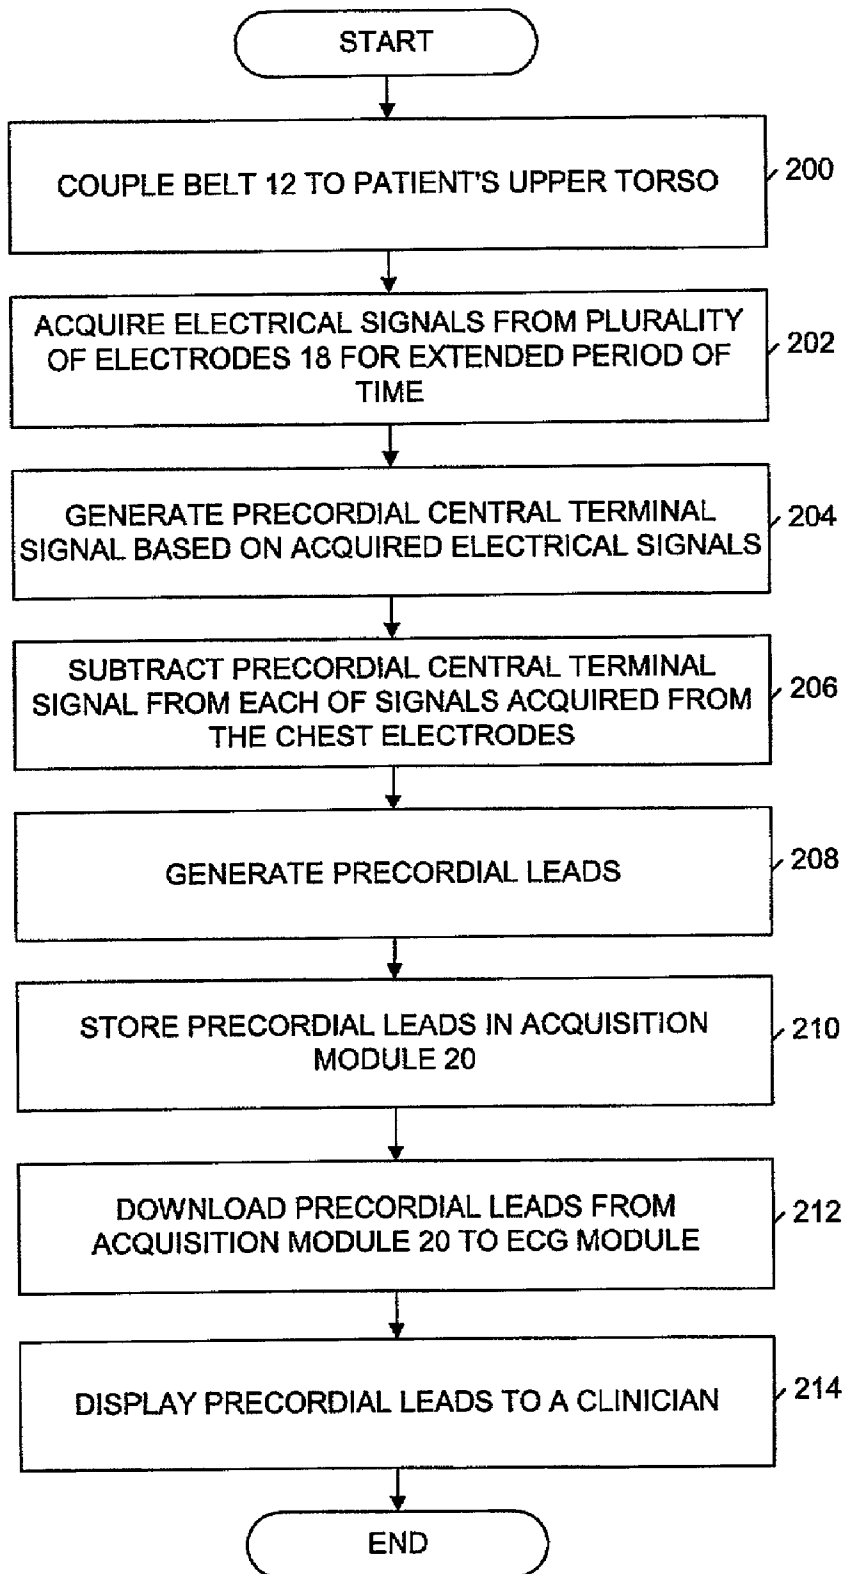 START
COUPLE BELT 12 TO PATIENT'S UPPER TORSO
200
ACQUIRE ELECTRICAL SIGNALS FROM PLURALITY
OF ELECTRODES 18 FOR EXTENDED PERIOD OF
TIME
202
GENERATE PRECORDIAL CENTRAL TERMINAL
SIGNAL BASED ON ACQUIRED ELECTRICAL SIGNALS
204
SUBTRACT PRECORDIAL CENTRAL TERMINAL
SIGNAL FROM EACH OF SIGNALS ACQUIRED FROM
THE CHEST ELECTRODES
206
GENERATE PRECORDIAL LEADS
208
STORE PRECORDIAL LEADS IN ACQUISITION
MODULE 20
210
DOWNLOAD PRECORDIAL LEADS FROM
ACQUISITION MODULE 20 TO ECG MODULE
212
DISPLAY PRECORDIAL LEADS TO A CLINICIAN
214
END